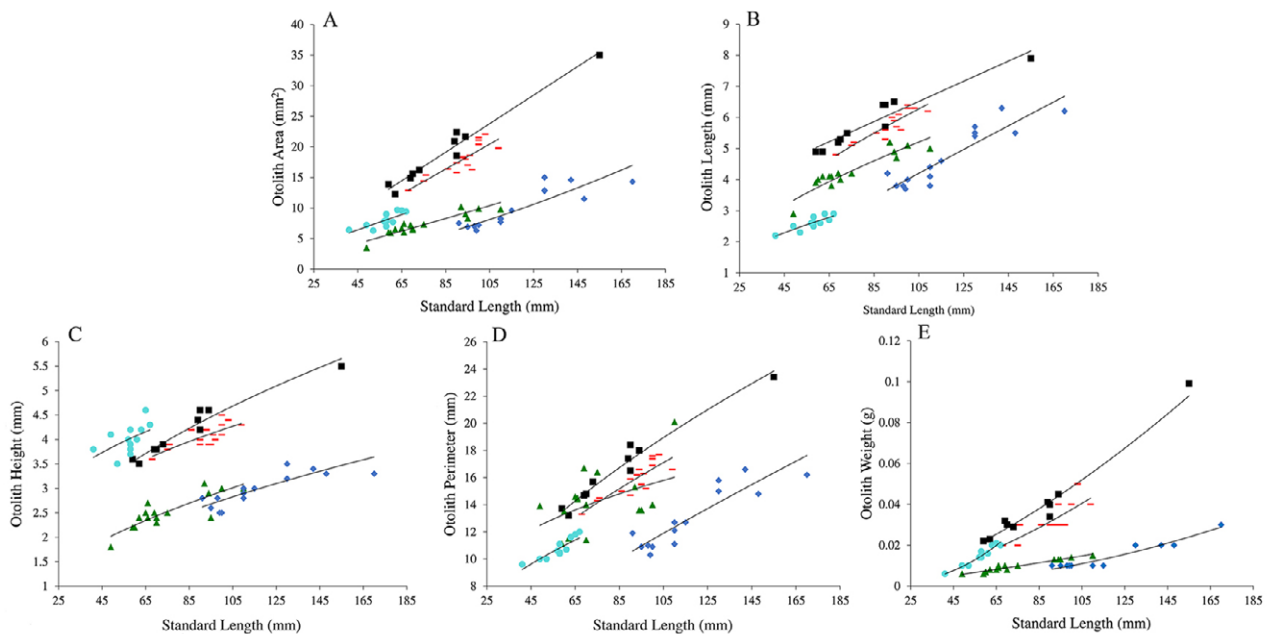 A
Otolith Area (mm²)
40
35
30
25
20
15
10
5
0
25 45 65 85 105 125 145 165 185
Standard Length (mm)
B
Otolith Length (mm)
9
8
7
6
5
4
3
2
1
25 45 65 85 105 125 145 165 185
Standard Length (mm)
C
Otolith Height (mm)
6
5.5
5
4.5
4
3.5
3
2.5
2
1.5
1
25 45 65 85 105 125 145 165 185
Standard Length (mm)
D
Otolith Perimeter (mm)
26
24
22
20
18
16
14
12
10
8
25 45 65 85 105 125 145 165 185
Standard Length (mm)
E
Otolith Weight (g)
0.12
0.1
0.08
0.06
0.04
0.02
0
25 45 65 85 105 125 145 165 185
Standard Length (mm)